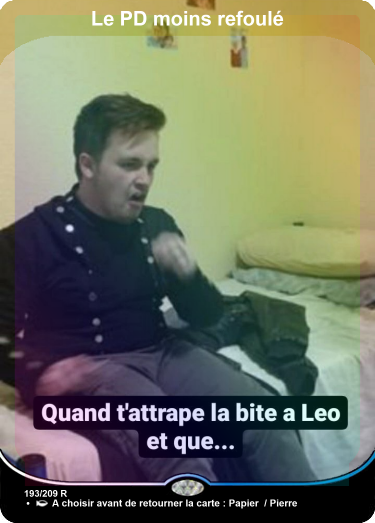 Le PD moins refoulé
Quand t'attrape la bite a Leo
et que...
193/209 R
• A choisir avant de retourner la carte : Papier / Pierre